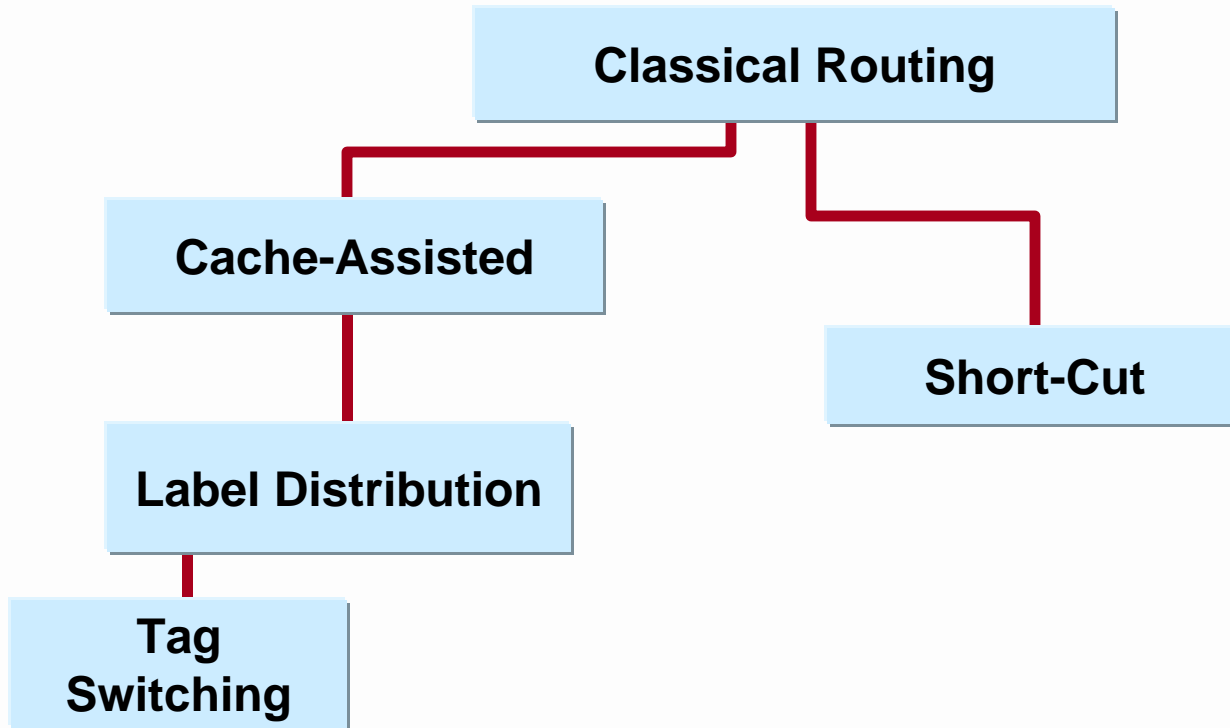 Classical Routing
Cache-Assisted
Short-Cut
Label Distribution
Tag
Switching